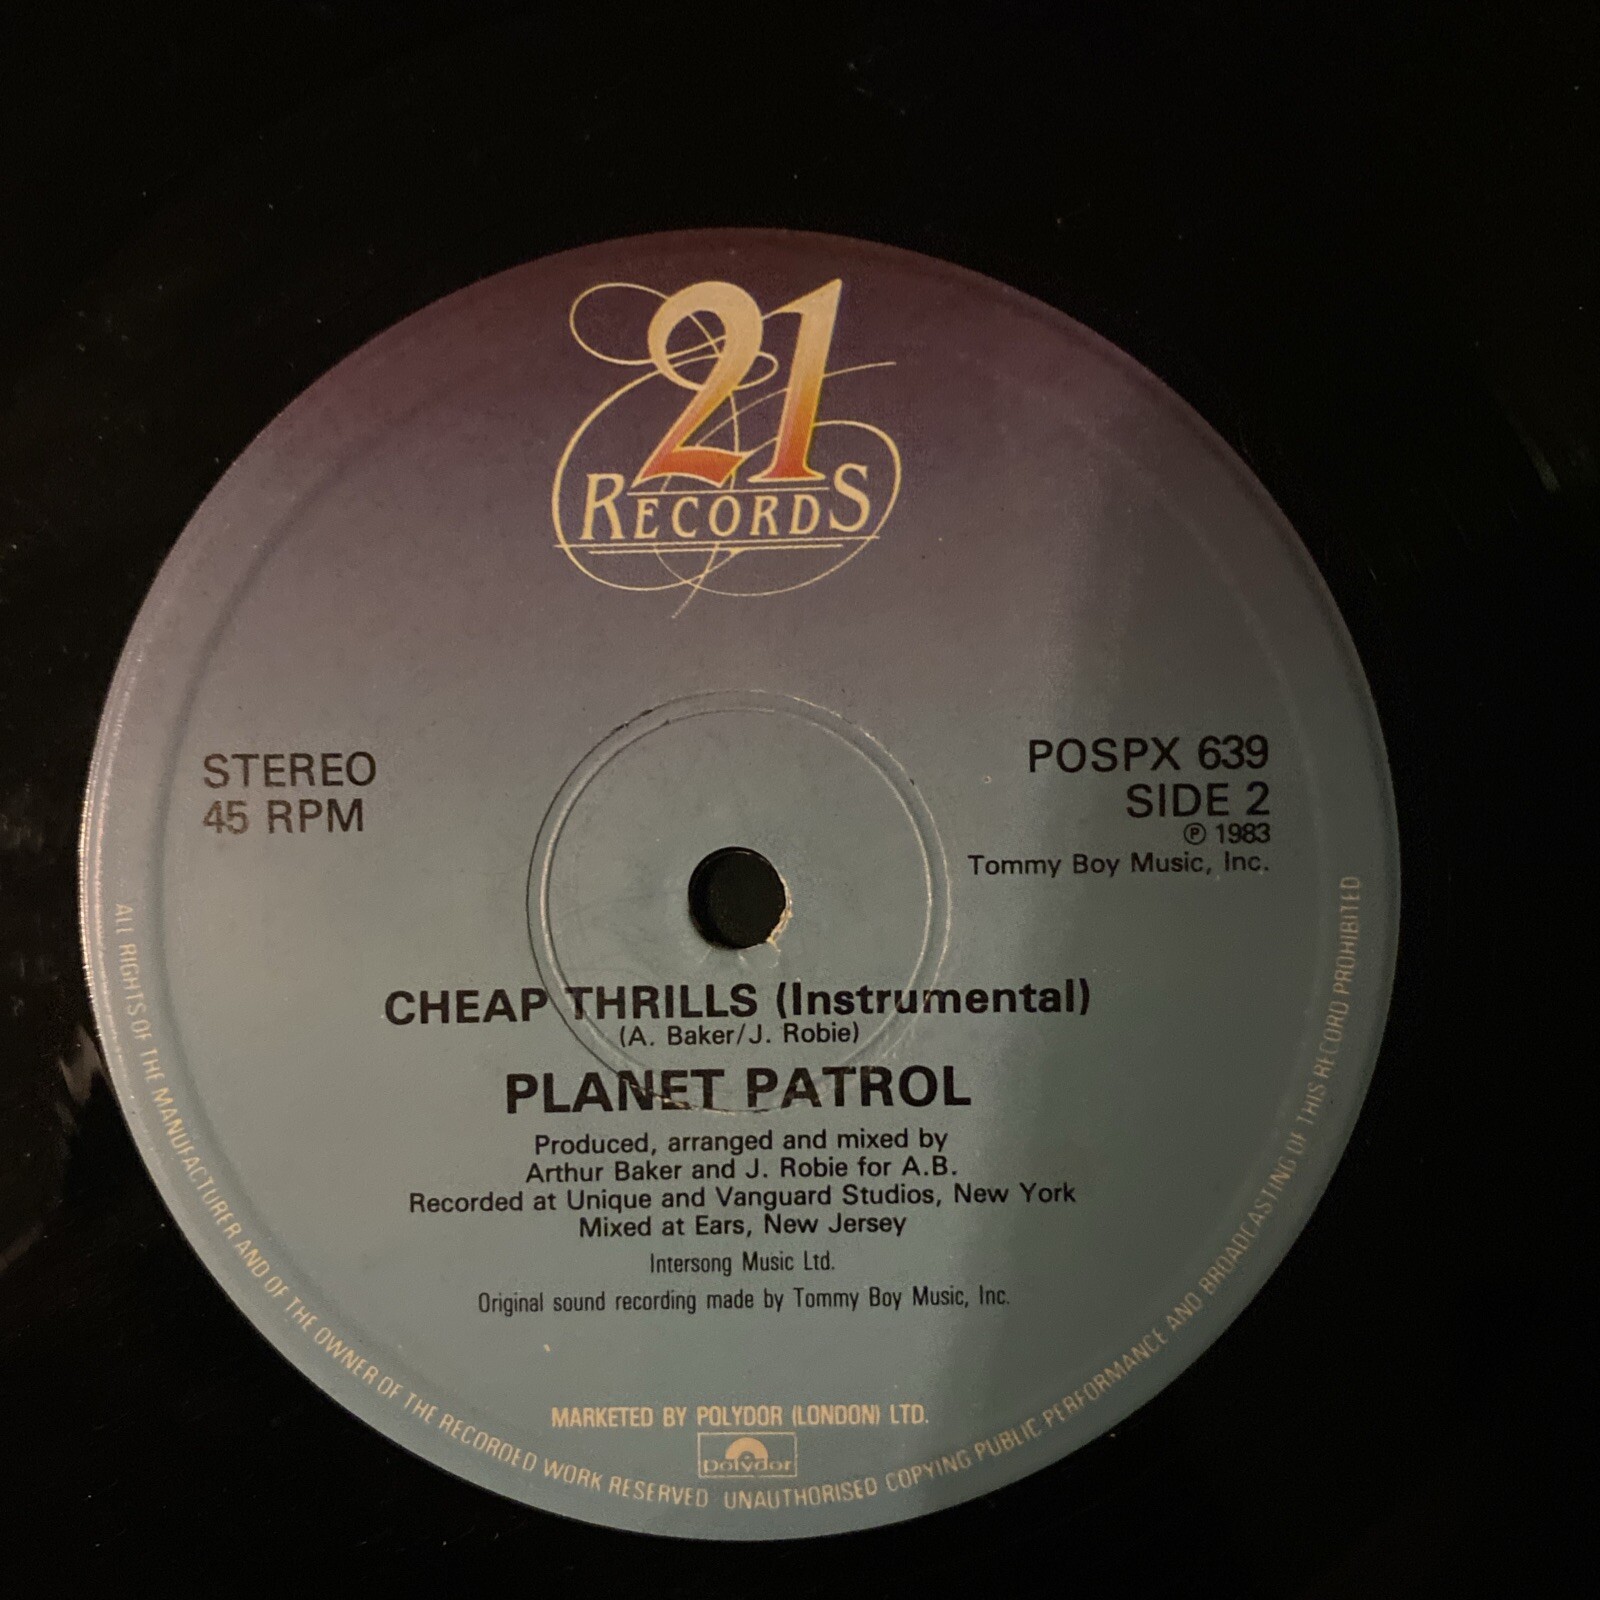 21
RECORDS
STEREO
45 RPM
POSPX 639
SIDE 2
℗ 1983
Tommy Boy Music, Inc.
CHEAP THRILLS (Instrumental)
(A. Baker/J. Robie)
PLANET PATROL
Produced, arranged and mixed by
Arthur Baker and J. Robie for A.B.
Recorded at Unique and Vanguard Studios, New York
Mixed at Ears, New Jersey
Intersong Music Ltd.
Original sound recording made by Tommy Boy Music, Inc.
MARKETED BY POLYDOR (LONDON) LTD.
polydor
ALL RIGHTS OF THE MANUFACTURER AND OF THE OWNER OF THE RECORDED WORK RESERVED UNAUTHORISED COPYING PUBLIC PERFORMANCE AND BROADCASTING OF THIS RECORD PROHIBITED